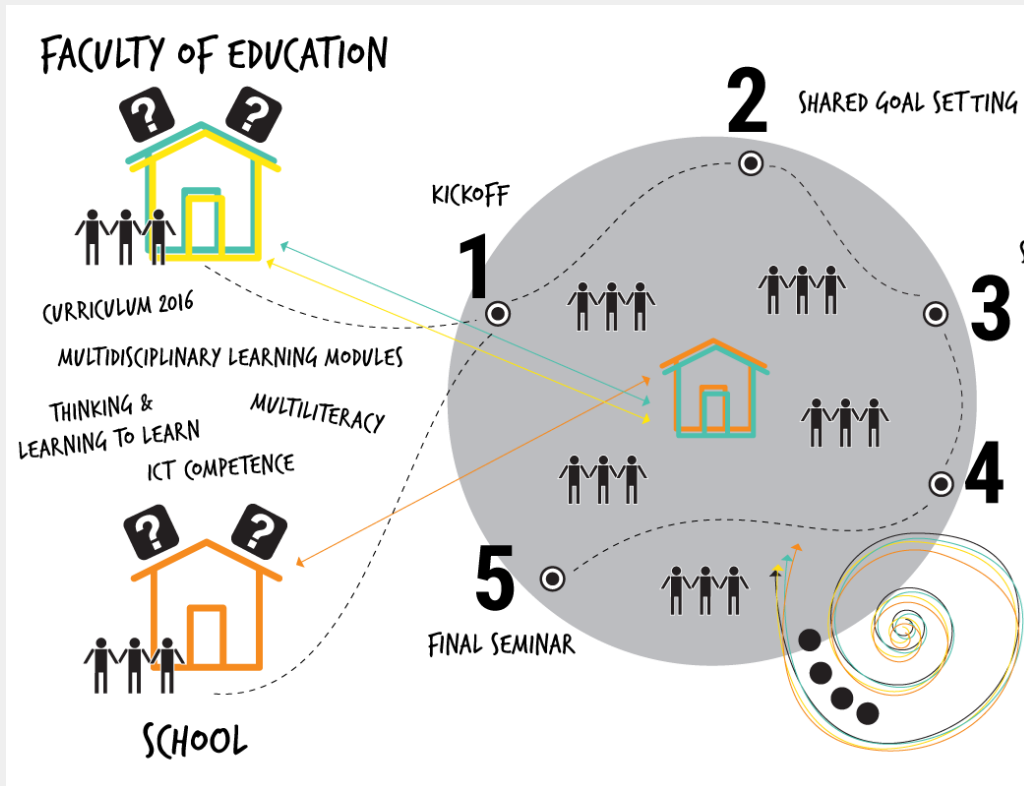 FACULTY OF EDUCATION
?
?
CURRICULUM 2016
MULTIDISCIPLINARY LEARNING MODULES
THINKING &
LEARNING TO LEARN
MULTILITERACY
ICT COMPETENCE
?
?
SCHOOL
KICKOFF
1
2
SHARED GOAL SETTING
3
4
5
FINAL SEMINAR